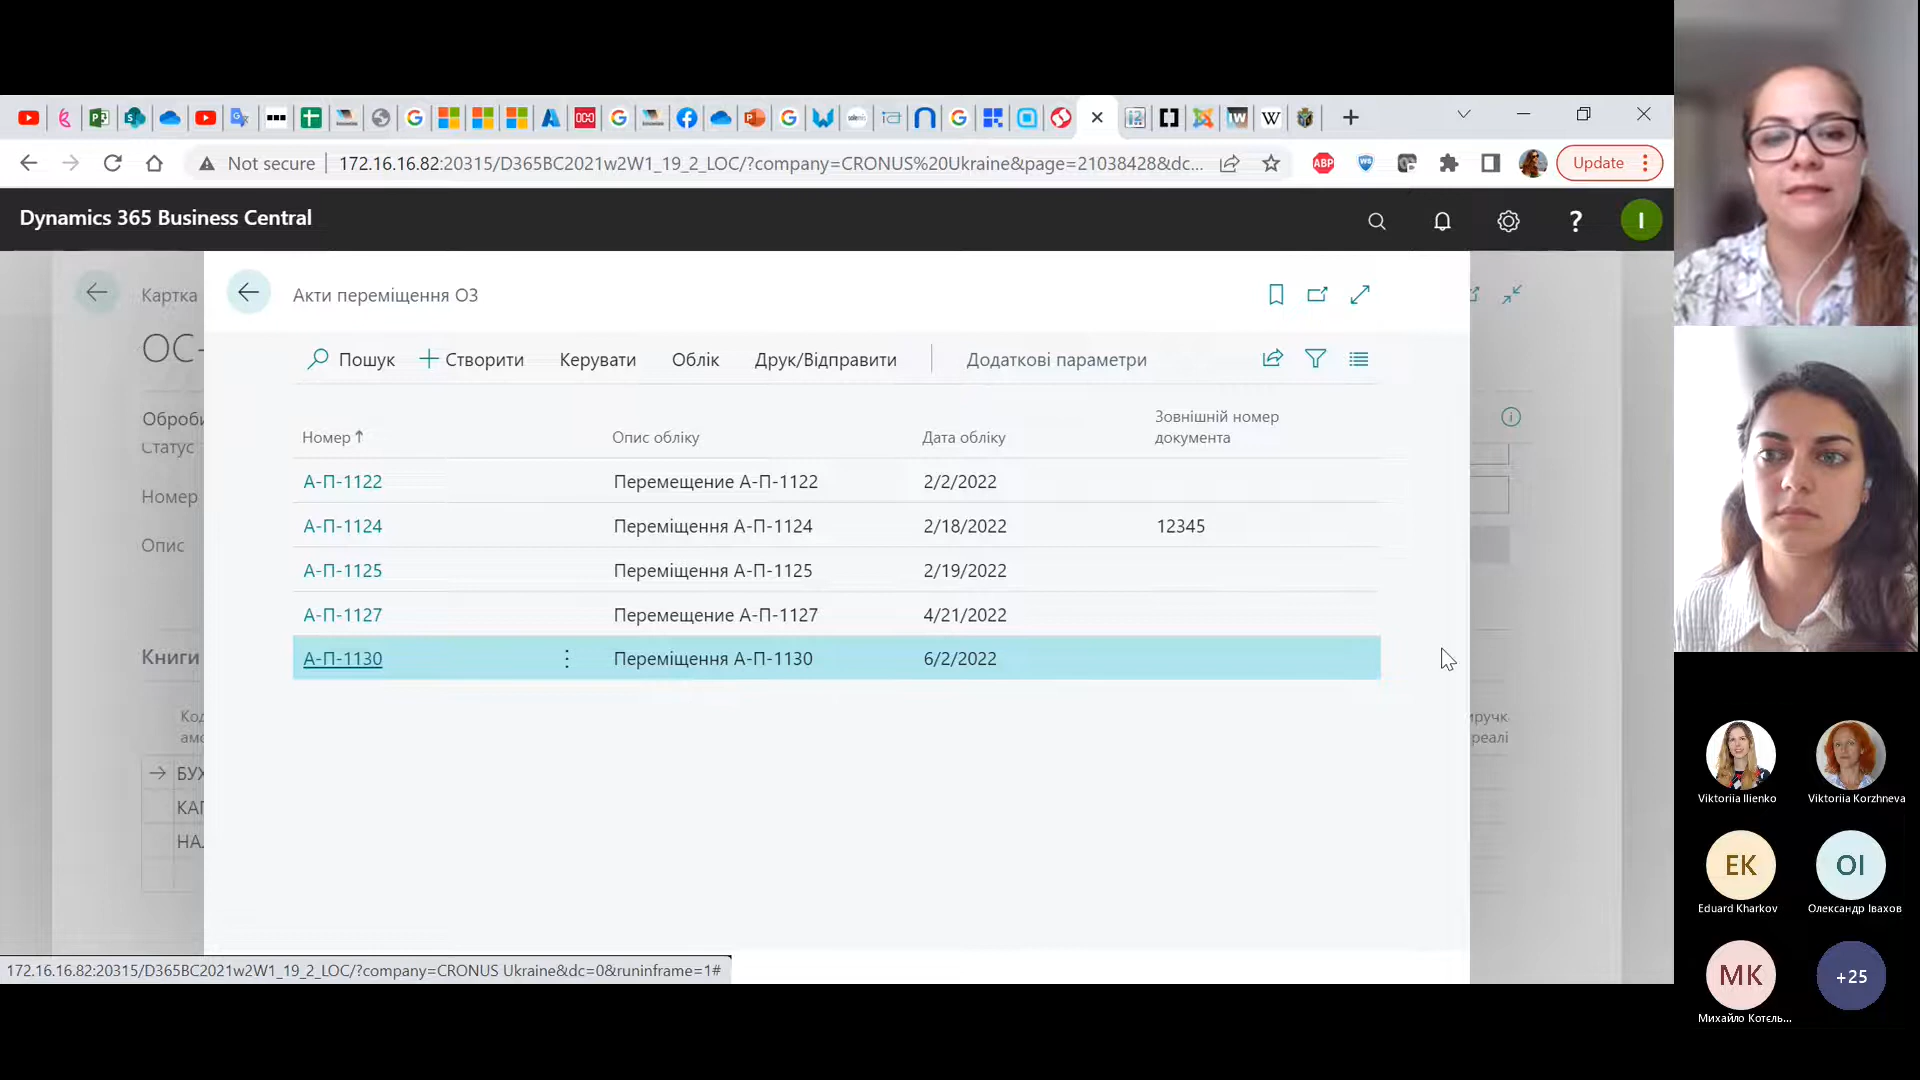 Not secure
172.16.16.82:20315/D365BC2021w2W1_19_2_LOC/?company=CRONUS%20Ukraine&page=21038428&dc...
ABP
Update
Dynamics 365 Business Central
I
Картка
Акти переміщення ОЗ
ОС-
Пошук
Створити
Керувати
Облік
Друк/Відправити
Додаткові параметри
Статус
Номер
Опис
Книги
Номер ↑
Опис обліку
Дата обліку
Зовнішній номер
документа
А-П-1122 Перемещение А-П-1122 2/2/2022
А-П-1124 Переміщення А-П-1124 2/18/2022 12345
А-П-1125 Переміщення А-П-1125 2/19/2022
А-П-1127 Перемещение А-П-1127 4/21/2022
А-П-1130 Переміщення А-П-1130 6/2/2022
172.16.16.82:20315/D365BC2021w2W1_19_2_LOC/?company=CRONUS Ukraine&dc=0&runinframe=1#
Viktoriia Ilienko
Viktoriia Korzhneva
EK
Eduard Kharkov
OI
Олександр Івахов
MK
Михайло Котєль...
+25